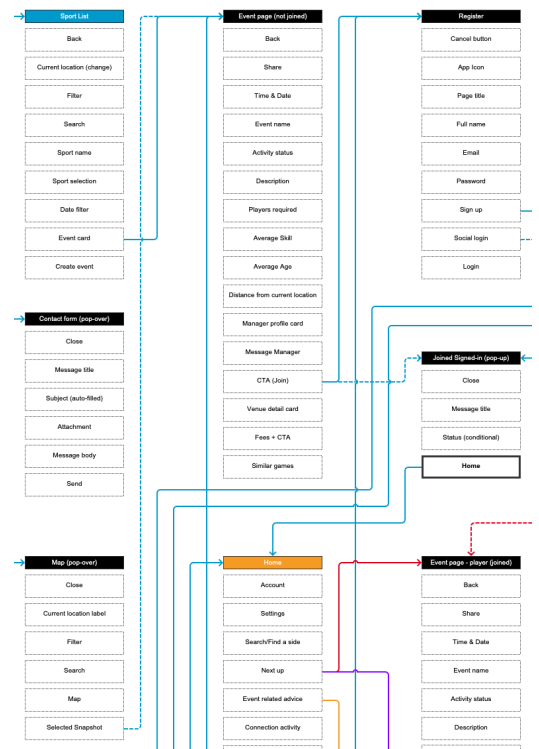 Sport List
Back
Current location (change)
Filter
Search
Sport name
Sport selection
Date filter
Event card
Create event
Contact form (pop-over)
Close
Message title
Subject (auto-filled)
Attachment
Message body
Send
Map (pop-over)
Close
Current location label
Filter
Search
Map
Selected Snapshot
Event page (not joined)
Back
Share
Time & Date
Event name
Activity status
Description
Players required
Average Skill
Average Age
Distance from current location
Manager profile card
Message Manager
CTA (Join)
Venue detail card
Fees + CTA
Similar games
Home
Account
Settings
Search/Find a side
Next up
Event related advice
Connection activity
Register
Cancel button
App Icon
Page title
Full name
Email
Password
Sign up
Social login
Login
Joined Signed-in (pop-up)
Close
Message title
Status (conditional)
Home
Event page - player (joined)
Back
Share
Time & Date
Event name
Activity status
Description